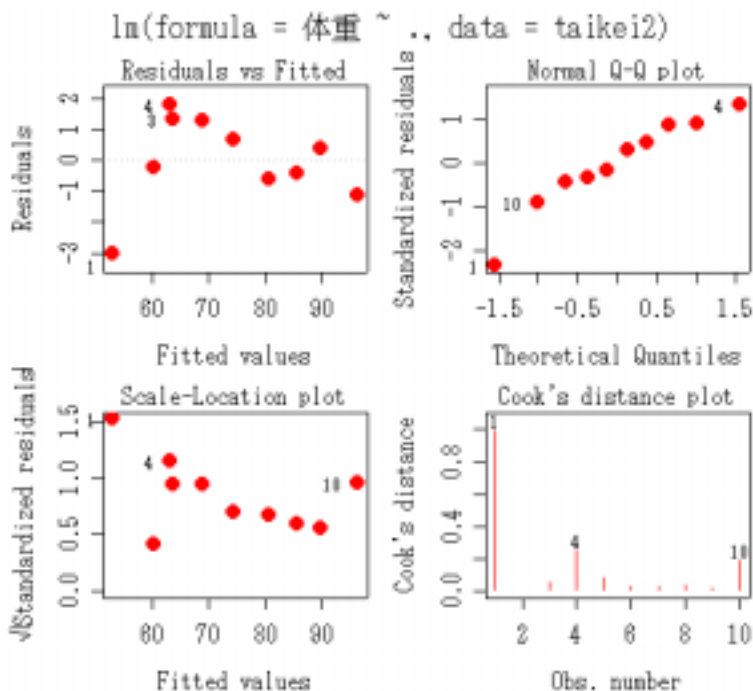 lm(formula = 体重 ~ ., data = taikei2)
Residuals vs Fitted
Residuals
2
1
0
-1
-3
4
3
1
60 70 80 90
Fitted values
Normal Q-Q plot
Standardized residuals
1
0
-1
-2
4
10
1
-1.5 -0.5 0.5 1.5
Theoretical Quantiles
Scale-Location plot
√Standardized residuals
1.5
1.0
0.5
0.0
4
10
60 70 80 90
Fitted values
Cook's distance plot
Cook's distance
0.8
0.4
0.0
1
4
10
2 4 6 8 10
Obs. number